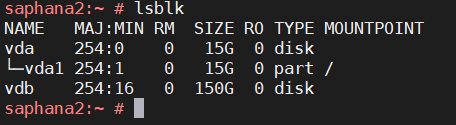 saphana2:~ # lsblk
NAME   MAJ:MIN RM  SIZE RO TYPE MOUNTPOINT
vda    254:0    0   15G  0 disk
└─vda1 254:1    0   15G  0 part /
vdb    254:16   0  150G  0 disk
saphana2:~ #